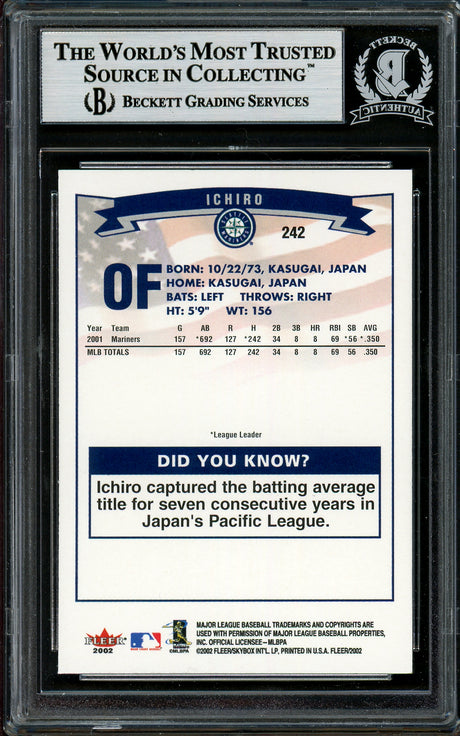 THE WORLD'S MOST TRUSTED
SOURCE IN COLLECTING™
B BECKETT GRADING SERVICES
BECKETT
B
AUTHENTIC
ICHIRO
242
OF
BORN: 10/22/73, KASUGAI, JAPAN
HOME: KASUGAI, JAPAN
BATS: LEFT THROWS: RIGHT
HT: 5'9" WT: 156
Year Team G AB R H 2B 3B HR RBI SB AVG
2001 Mariners 157 *692 127 *242 34 8 8 69 *56 *.350
MLB TOTALS 157 692 127 242 34 8 8 69 56 .350
*League Leader
DID YOU KNOW?
Ichiro captured the batting average
title for seven consecutive years in
Japan's Pacific League.
FLEER
2002
MAJOR LEAGUE BASEBALL TRADEMARKS AND COPYRIGHTS ARE
USED WITH PERMISSION OF MAJOR LEAGUE BASEBALL PROPERTIES,
INC. OFFICIAL LICENSEE – MLBPA
©2002 FLEER/SKYBOX INT'L. LP, PRINTED IN U.S.A. FLEER/2002